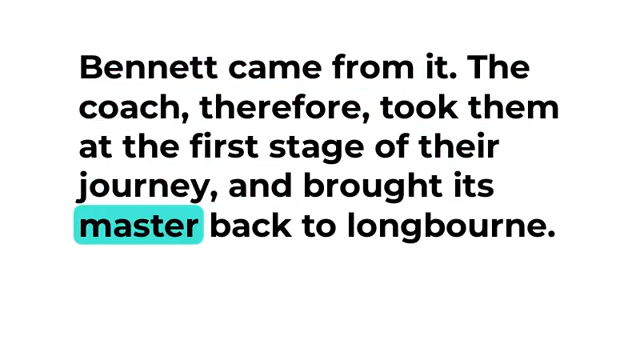 Bennett came from it. The
coach, therefore, took them
at the first stage of their
journey, and brought its
master back to longbourne.